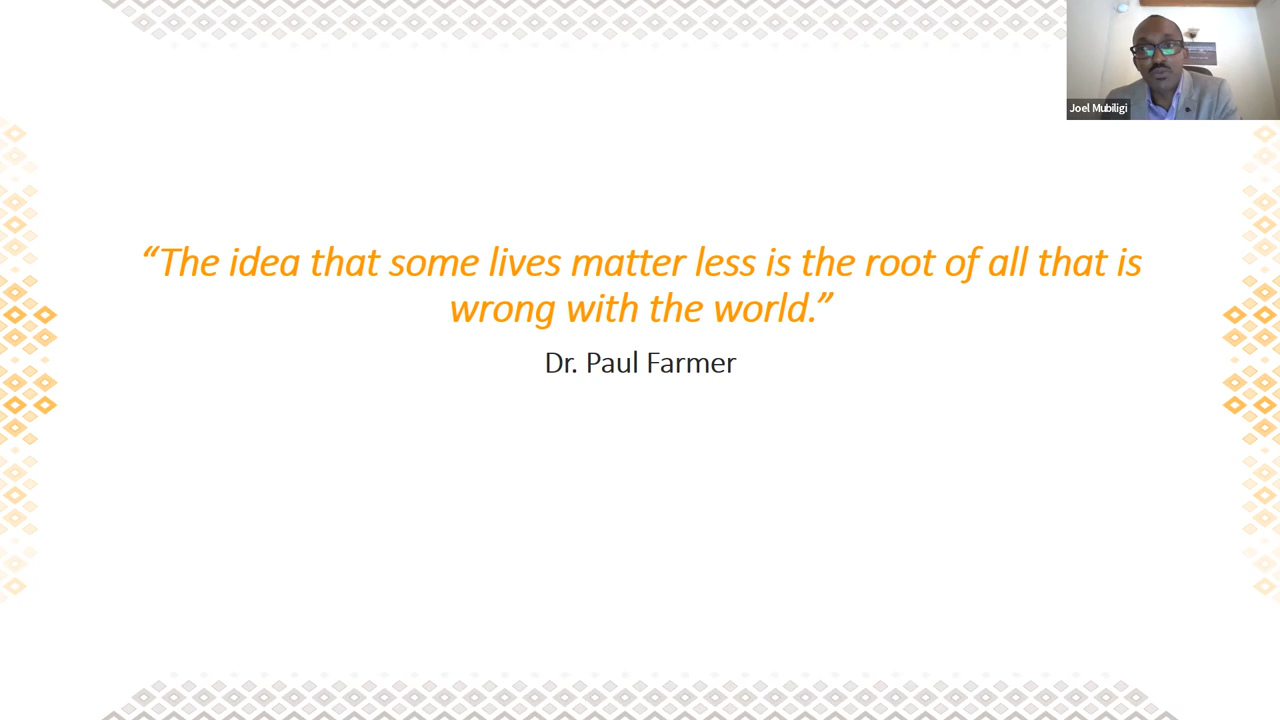 Joel Mubiligi
“The idea that some lives matter less is the root of all that is
wrong with the world.”
Dr. Paul Farmer